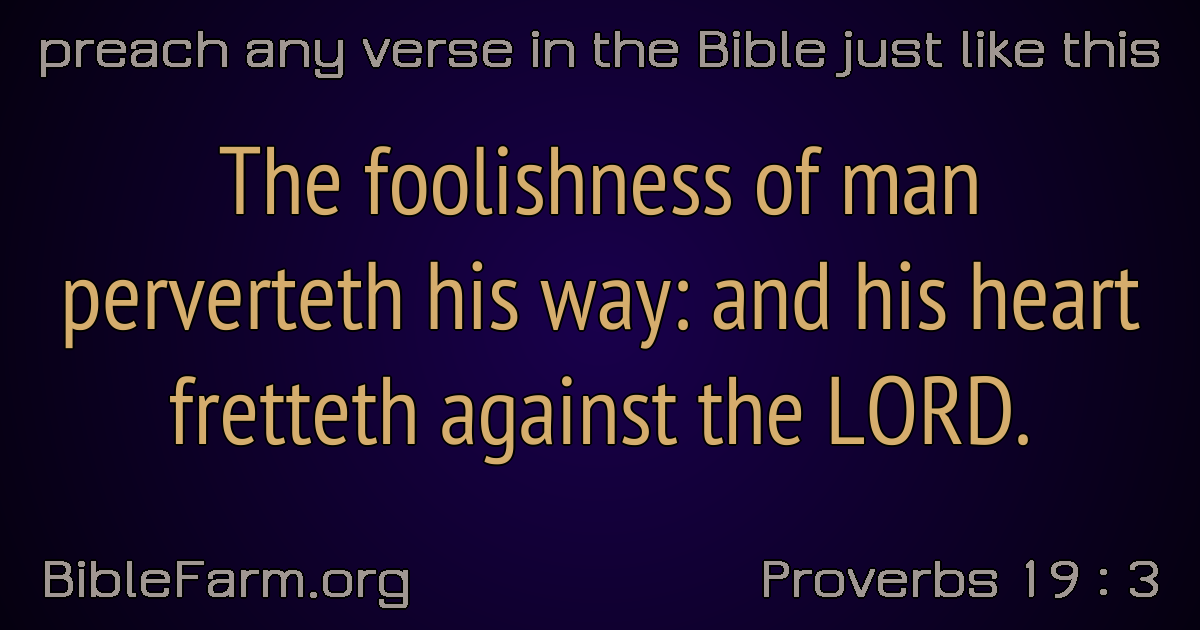 preach any verse in the Bible just like this
The foolishness of man
perverteth his way: and his heart
fretteth against the LORD.
BibleFarm.org
Proverbs 19 : 3